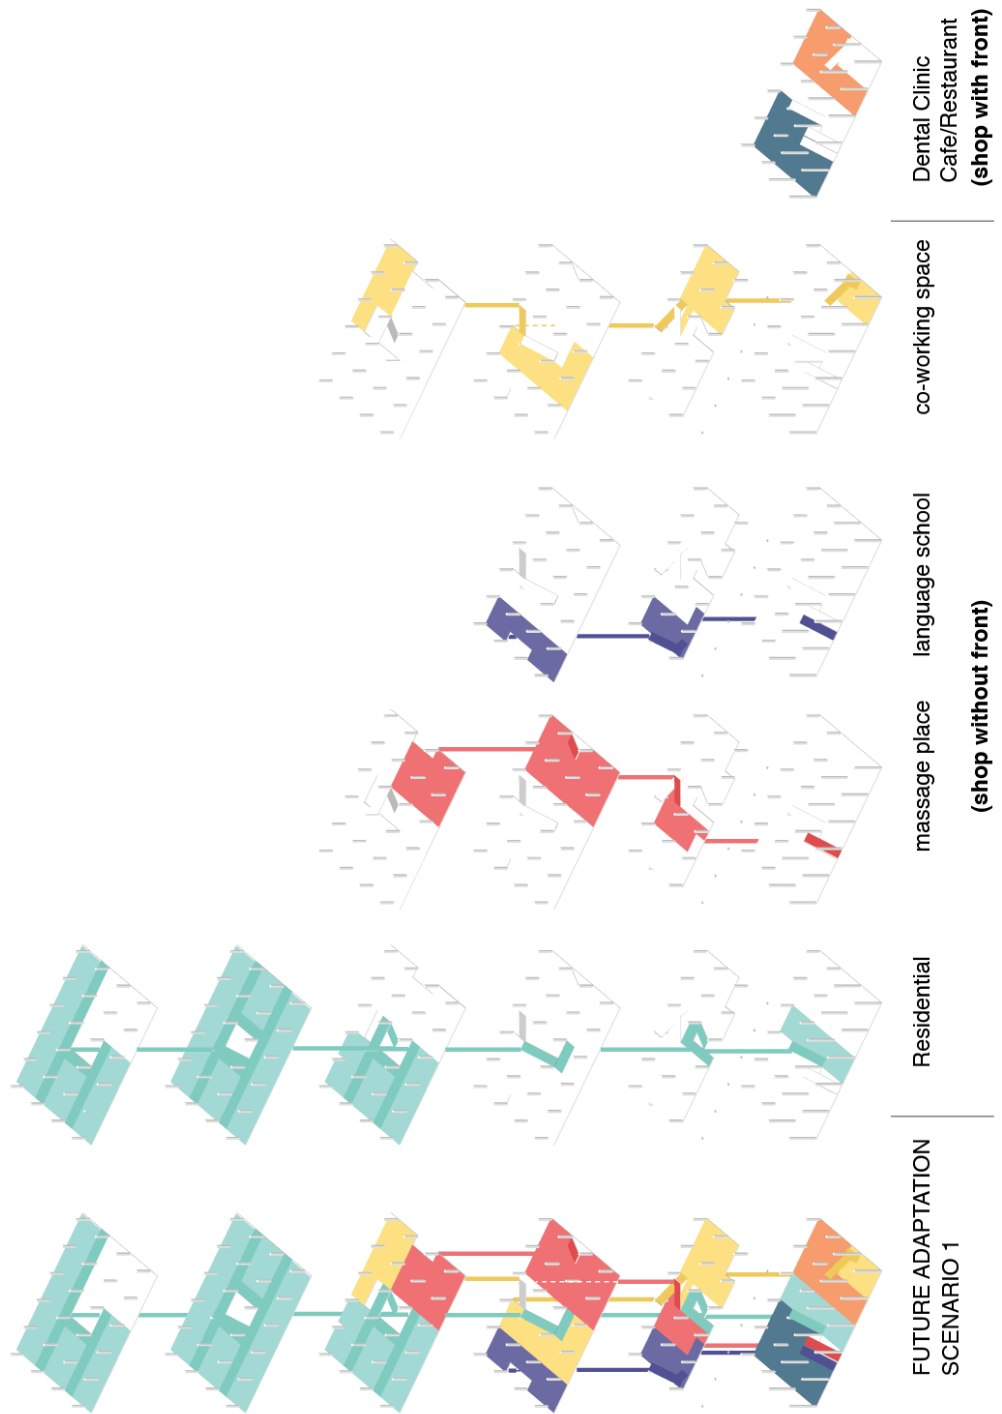 FUTURE ADAPTATION
SCENARIO 1
Residential
massage place
language school
(shop without front)
co-working space
Dental Clinic
Cafe/Restaurant
(shop with front)